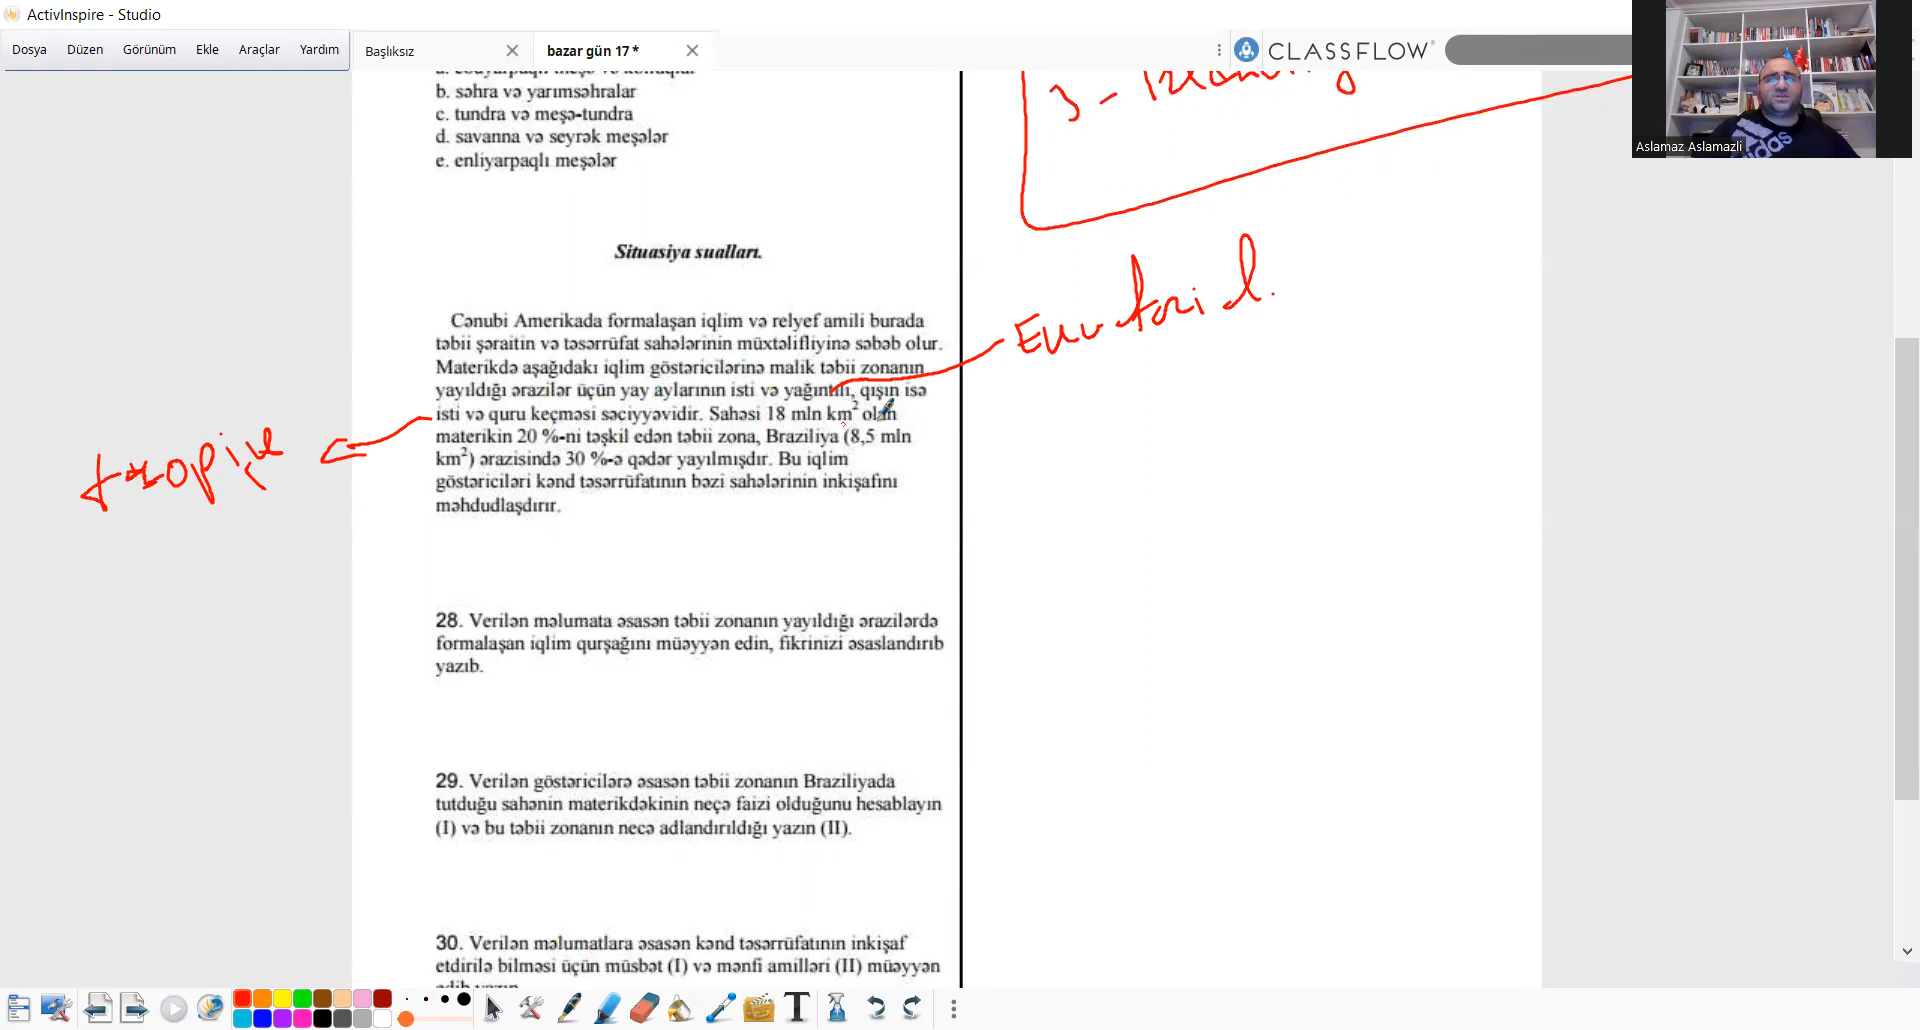 ActivInspire - Studio
Dosya Düzen Görünüm Ekle Araçlar Yardım
Başlıksız
bazar gün 17 *
CLASSFLOW
Aslamaz Aslamazli
b. səhra və yarımsəhralar
c. tundra və meşə-tundra
d. savanna və seyrək meşələr
e. enliyarpaqlı meşələr
3 -
Situasiya sualları.
Cənubi Amerikada formalaşan iqlim və relyef amili burada
təbii şəraitin və təsərrüfat sahələrinin müxtəlifliyinə səbəb olur.
Materikdə aşağıdakı iqlim göstəricilərinə malik təbii zonanın
yayıldığı ərazilər üçün yay aylarının isti və yağıntılı, qışın isə
isti və quru keçməsi səciyyəvidir. Sahəsi 18 mln km² olan
materikin 20 %-ni təşkil edən təbii zona, Braziliya (8,5 mln
km²) ərazisində 30 %-ə qədər yayılmışdır. Bu iqlim
göstəriciləri kənd təsərrüfatının bəzi sahələrinin inkişafını
məhdudlaşdırır.
28. Verilən məlumata əsasən təbii zonanın yayıldığı ərazilərdə
formalaşan iqlim qurşağını müəyyən edin, fikrinizi əsaslandırıb
yazıb.
29. Verilən göstəricilərə əsasən təbii zonanın Braziliyada
tutduğu sahənin materikdəkinin neçə faizi olduğunu hesablayın
(I) və bu təbii zonanın necə adlandırıldığı yazın (II).
30. Verilən məlumatlara əsasən kənd təsərrüfatının inkişaf
etdirilə bilməsi üçün müsbət (I) və mənfi amilləri (II) müəyyən